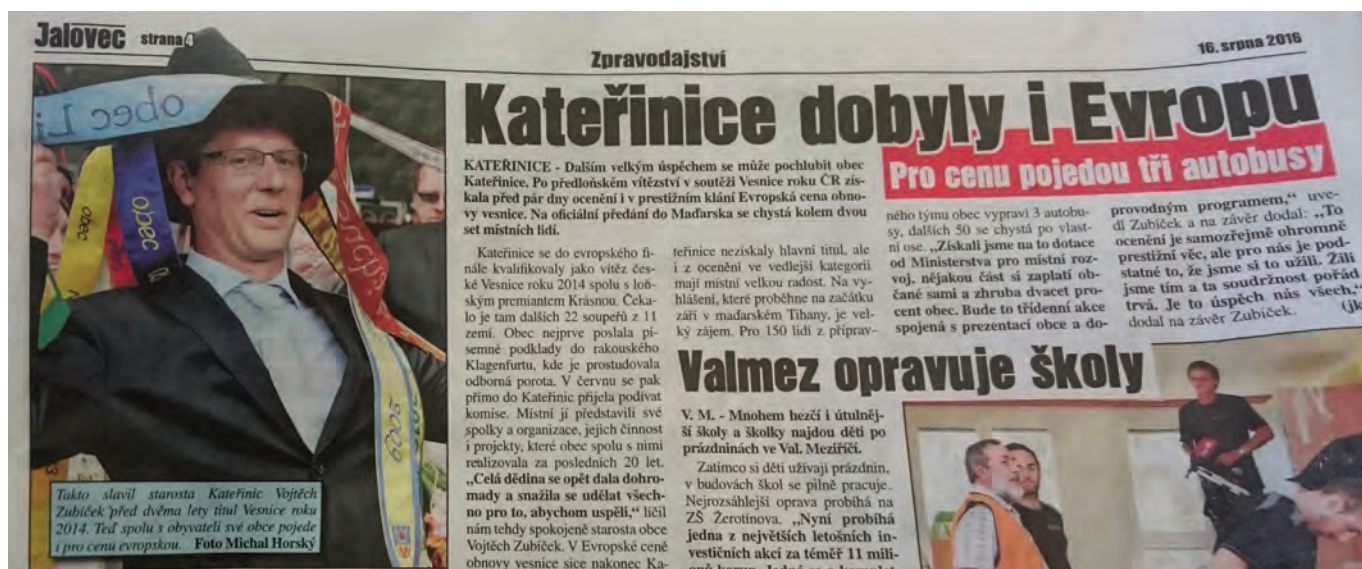 Jalovec strana 4
Zpravodajství
16. srpna 2016
Kateřinice dobyly i Evropu
Pro cenu pojedou tři autobusy
KATEŘINICE - Dalším velkým úspěchem se může pochlubit obec
Kateřinice. Po předloňském vítězství v soutěži Vesnice roku ČR zís-
kala před pár dny ocenění i v prestižním klání Evropská cena obno-
vy vesnice. Na oficiální předání do Maďarska se chystá kolem dvou
set místních lidí.
Kateřinice se do evropského fi-
nále kvalifikovaly jako vítěz čes-
ké Vesnice roku 2014 spolu s loň-
ským premiantem Krásnou. Čeka-
lo je tam dalších 22 soupeřů z 11
zemí. Obec nejprve poslala pí-
semné podklady do rakouského
Klagenfurtu, kde je prostudovala
odborná porota. V červnu se pak
přímo do Kateřinic přijela podívat
komise. Místní jí představili své
spolky a organizace, jejich činnost
i projekty, které obec spolu s nimi
realizovala za posledních 20 let.
„Celá dědina se opět dala dohro-
mady a snažila se udělat všech-
no pro to, abychom uspěli,“ líčil
nám tehdy spokojeně starosta obce
Vojtěch Zubíček. V Evropské ceně
obnovy vesnice sice nakonec Ka-
teřinice nezískaly hlavní titul, ale
i z ocenění ve vedlejší kategorii
mají místní velkou radost. Na vy-
hlášení, které proběhne na začátku
září v maďarském Tihany, je vel-
ký zájem. Pro 150 lidí z příprav-
ného týmu obec vypraví 3 autobu-
sy, dalších 50 se chystá po vlast-
ní ose. „Získali jsme na to dotace
od Ministerstva pro místní roz-
voj, nějakou část si zaplatí ob-
čané sami a zhruba dvacet pro-
cent obec. Bude to třídenní akce
spojená s prezentací obce a do-
provodným programem,“ uve-
dl Zubíček a na závěr dodal: „To
ocenění je samozřejmě ohromně
prestižní věc, ale pro nás je pod-
statné to, že jsme si to užili. Žili
jsme tím a ta soudržnost pořád
trvá. Je to úspěch nás všech,“
dodal na závěr Zubíček. (jk
obec Li
obec
2009
Takto slavil starosta Kateřinic Vojtěch
Zubíček před dvěma lety titul Vesnice roku
2014. Teď spolu s obyvateli své obce pojede
i pro cenu evropskou. Foto Michal Horský
Valmez opravuje školy
V. M. - Mnohem hezčí i útulněj-
ší školy a školky najdou děti po
prázdninách ve Val. Meziříčí.
Zatímco si děti užívají prázdnin,
v budovách škol se pilně pracuje.
Nejrozsáhlejší oprava probíhá na
ZŠ Žerotínova. „Nyní probíhá
jedna z největších letošních in-
vestičních akcí za téměř 11 mili-